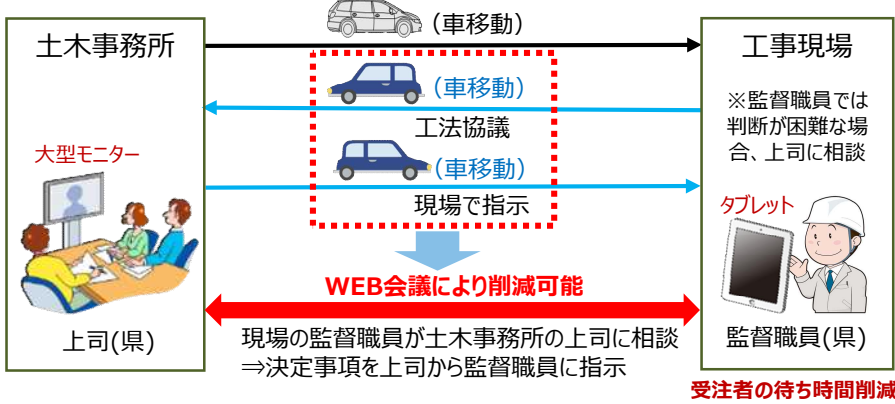 土木事務所
大型モニター
上司(県)
（車移動）
（車移動）
工法協議
（車移動）
現場で指示
WEB会議により削減可能
現場の監督職員が土木事務所の上司に相談
⇒決定事項を上司から監督職員に指示
工事現場
※監督職員では
判断が困難な場
合、上司に相談
タブレット
監督職員(県)
受注者の待ち時間削減